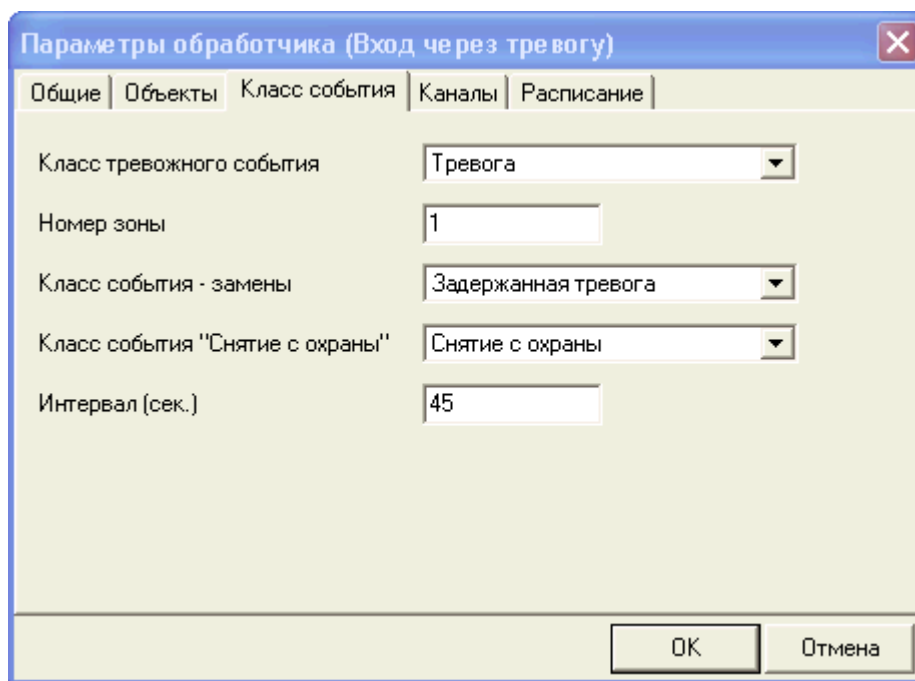 Параметры обработчика (Вход через тревогу)
Общие Объекты Класс события Каналы Расписание
Класс тревожного события Тревога
Номер зоны 1
Класс события - замены Задержанная тревога
Класс события "Снятие с охраны" Снятие с охраны
Интервал (сек.) 45
OK Отмена